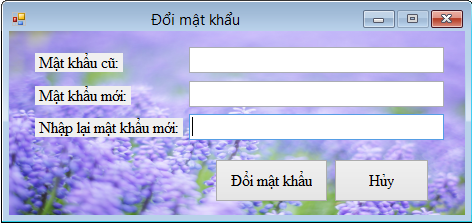 Đổi mật khẩu
Mật khẩu cũ:
Mật khẩu mới:
Nhập lại mật khẩu mới:
Đổi mật khẩu
Hủy